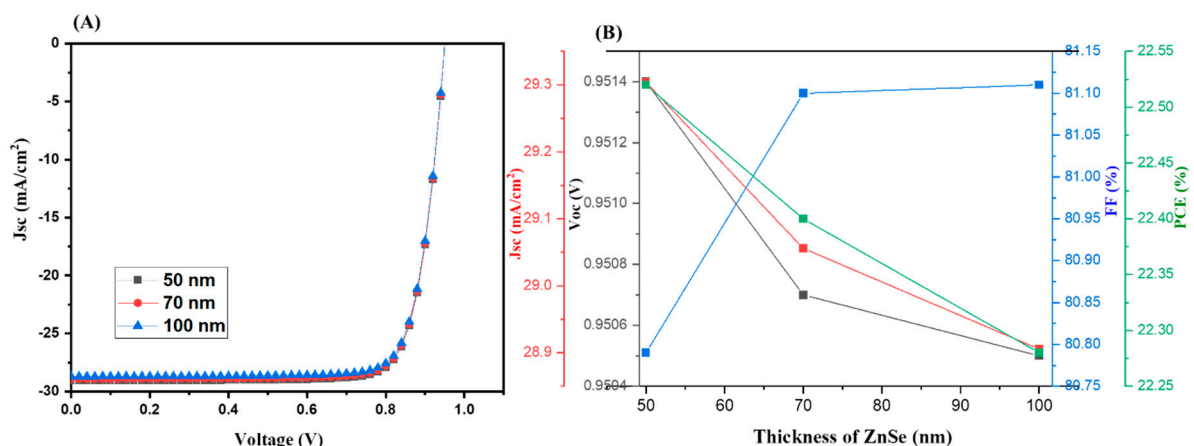 (A)
0
-5
-10
-15
-20
-25
-30
Jsc (mA/cm²)
50 nm
70 nm
100 nm
0.0 0.2 0.4 0.6 0.8 1.0
Voltage (V)
(B)
29.3
29.2
29.1
29.0
28.9
Jsc (mA/cm²)
Voc (V)
0.9514
0.9512
0.9510
0.9508
0.9506
0.9504
50 60 70 80 90 100
Thickness of ZnSe (nm)
81.15
81.10
81.05
81.00
80.95
80.90
80.85
80.80
80.75
FF (%)
22.55
22.50
22.45
22.40
22.35
22.30
22.25
PCE (%)